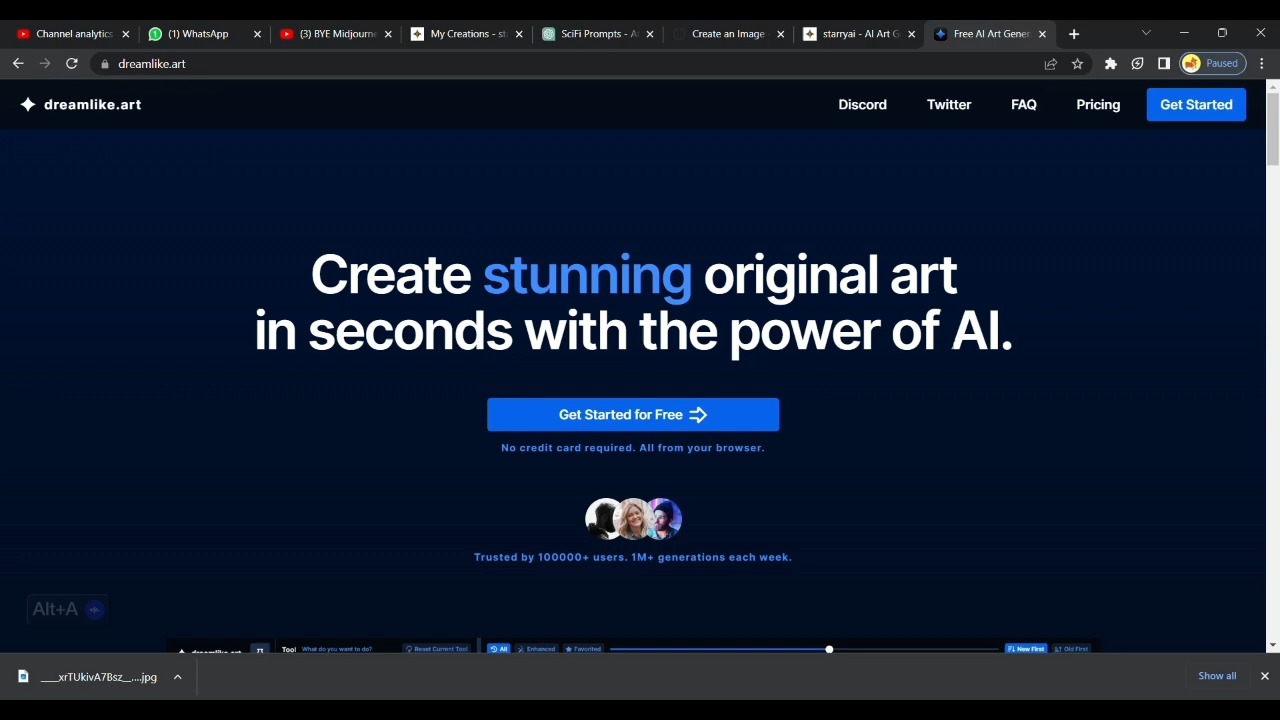 Channel analytics
(1) WhatsApp
(3) BYE Midjourne
My Creations - st
SciFi Prompts - A
Create an Image
starryai - AI Art G
Free AI Art Gener
dreamlike.art
Paused
dreamlike.art
Discord
Twitter
FAQ
Pricing
Get Started
Create stunning original art
in seconds with the power of AI.
Get Started for Free
No credit card required. All from your browser.
Trusted by 100000+ users. 1M+ generations each week.
Alt+A
dreamlike.art
Tool
What do you want to do?
Reset Current Tool
All
Enhanced
Favorited
New First
Old First
____xrTUkivA7Bsz__....jpg
Show all